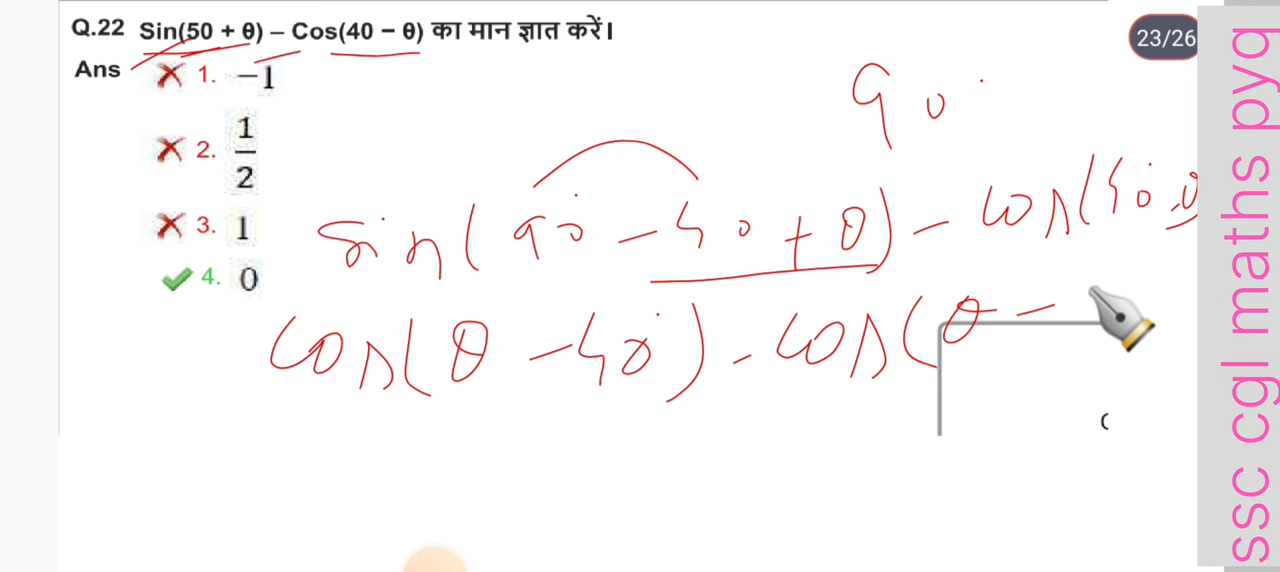 Q.22 Sin(50 + θ) – Cos(40 – θ) का मान ज्ञात करें।
23/26
Ans
1. –1
2. 1/2
3. 1
4. 0
90
sin(90 – 40 + θ) – cos(40-θ
cos(θ – 40) - cos(θ –
ssc cgl maths pyq